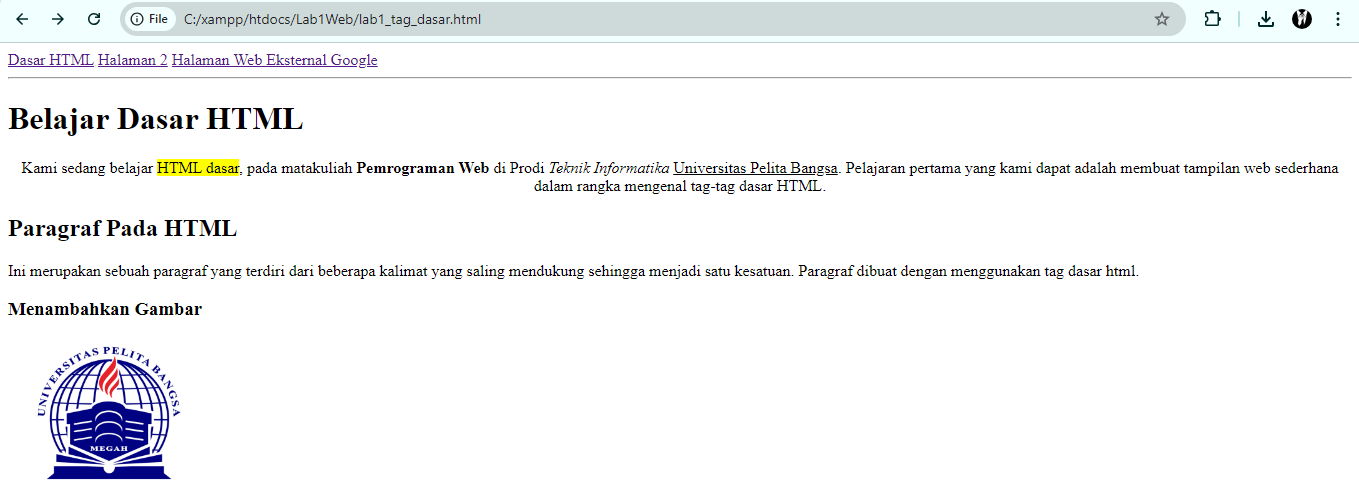 File C:/xampp/htdocs/Lab1Web/lab1_tag_dasar.html
Dasar HTML Halaman 2 Halaman Web Eksternal Google
Belajar Dasar HTML
Kami sedang belajar HTML dasar, pada matakuliah Pemrograman Web di Prodi Teknik Informatika Universitas Pelita Bangsa. Pelajaran pertama yang kami dapat adalah membuat tampilan web sederhana
dalam rangka mengenal tag-tag dasar HTML.
Paragraf Pada HTML
Ini merupakan sebuah paragraf yang terdiri dari beberapa kalimat yang saling mendukung sehingga menjadi satu kesatuan. Paragraf dibuat dengan menggunakan tag dasar html.
Menambahkan Gambar
UNIVERSITAS PELITA BANGSA
MEGAH